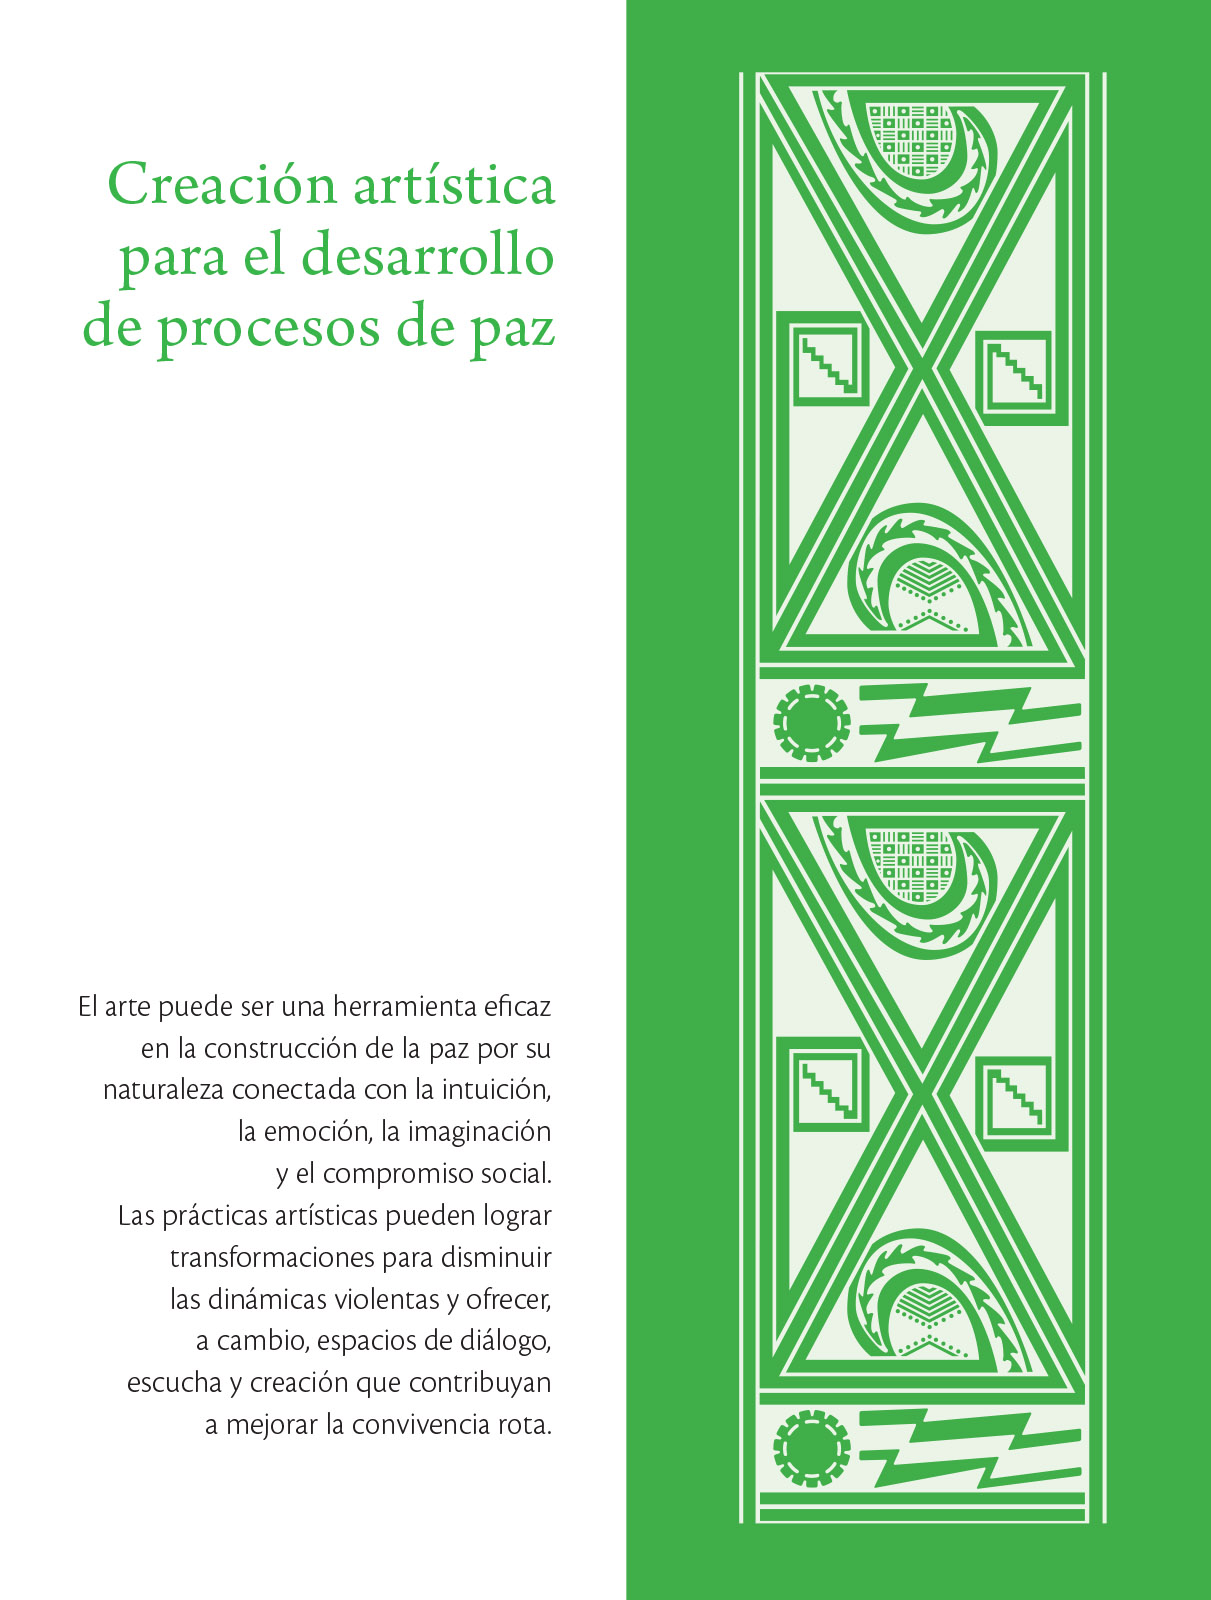 Creación artística
para el desarrollo
de procesos de paz
El arte puede ser una herramienta eficaz
en la construcción de la paz por su
naturaleza conectada con la intuición,
la emoción, la imaginación
y el compromiso social.
Las prácticas artísticas pueden lograr
transformaciones para disminuir
las dinámicas violentas y ofrecer,
a cambio, espacios de diálogo,
escucha y creación que contribuyan
a mejorar la convivencia rota.